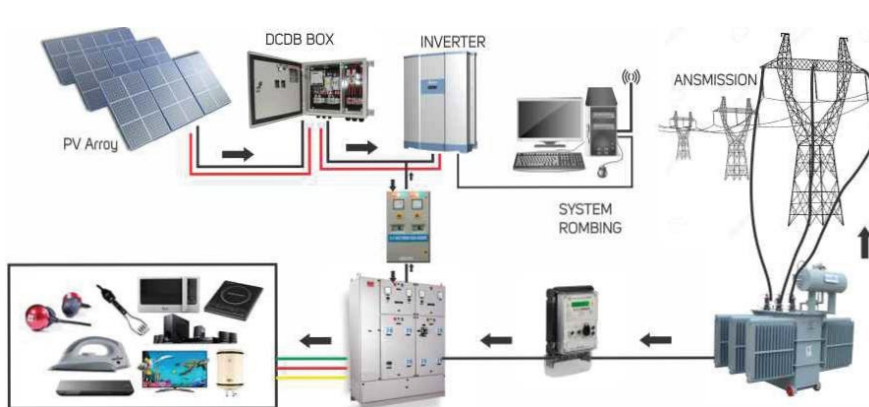 DCDB BOX
INVERTER
ANSMISSION
PV Array
SYSTEM
ROMBING